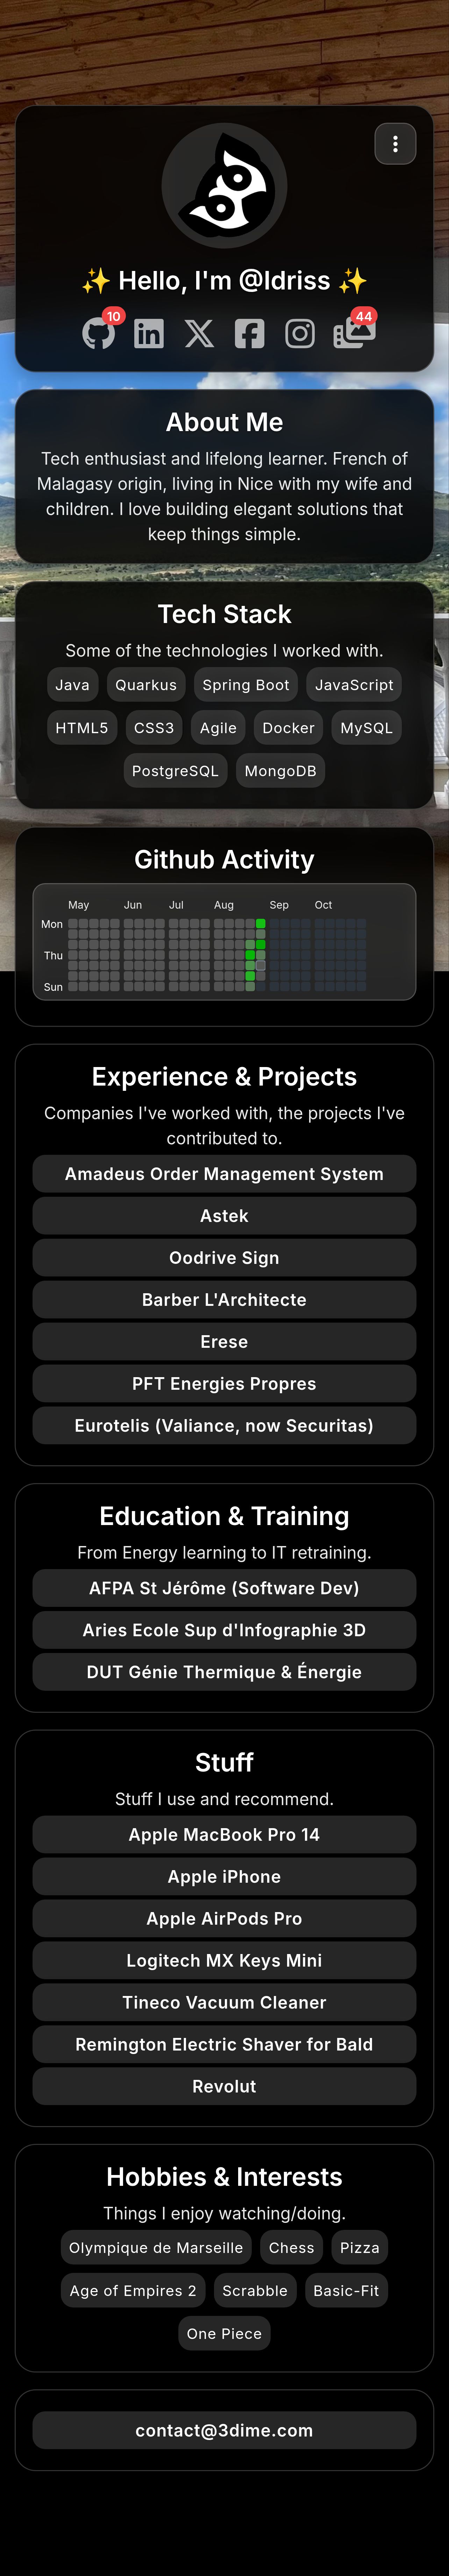 ✨ Hello, I'm @Idriss ✨
10
44
About Me
Tech enthusiast and lifelong learner. French of
Malagasy origin, living in Nice with my wife and
children. I love building elegant solutions that
keep things simple.
Tech Stack
Some of the technologies I worked with.
Java Quarkus Spring Boot JavaScript
HTML5 CSS3 Agile Docker MySQL
PostgreSQL MongoDB
Github Activity
May Jun Jul Aug Sep Oct
Mon
Thu
Sun
Experience & Projects
Companies I've worked with, the projects I've
contributed to.
Amadeus Order Management System
Astek
Oodrive Sign
Barber L'Architecte
Erese
PFT Energies Propres
Eurotelis (Valiance, now Securitas)
Education & Training
From Energy learning to IT retraining.
AFPA St Jérôme (Software Dev)
Aries Ecole Sup d'Infographie 3D
DUT Génie Thermique & Énergie
Stuff
Stuff I use and recommend.
Apple MacBook Pro 14
Apple iPhone
Apple AirPods Pro
Logitech MX Keys Mini
Tineco Vacuum Cleaner
Remington Electric Shaver for Bald
Revolut
Hobbies & Interests
Things I enjoy watching/doing.
Olympique de Marseille Chess Pizza
Age of Empires 2 Scrabble Basic-Fit
One Piece
contact@3dime.com